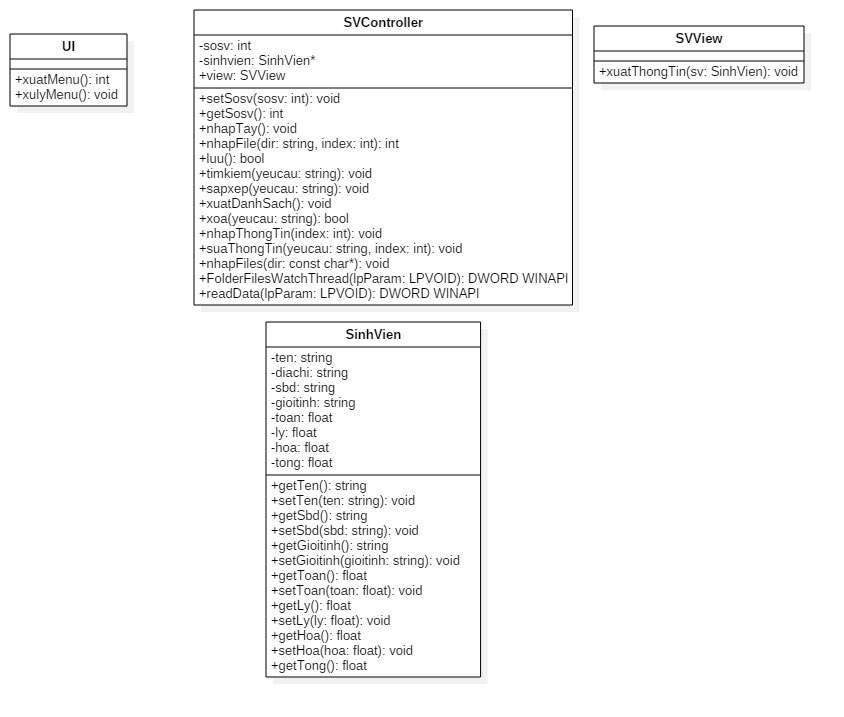 UI
+xuatMenu(): int
+xulyMenu(): void
SVController
-sosv: int
-sinhvien: SinhVien*
+view: SVView
+setSosv(sosv: int): void
+getSosv(): int
+nhapTay(): void
+nhapFile(dir: string, index: int): int
+luu(): bool
+timkiem(yeucau: string): void
+sapxep(yeucau: string): void
+xuatDanhSach(): void
+xoa(yeucau: string): bool
+nhapThongTin(index: int): void
+suaThongTin(yeucau: string, index: int): void
+nhapFiles(dir: const char*): void
+FolderFilesWatchThread(lpParam: LPVOID): DWORD WINAPI
+readData(lpParam: LPVOID): DWORD WINAPI
SVView
+xuatThongTin(sv: SinhVien): void
SinhVien
-ten: string
-diachi: string
-sbd: string
-gioitinh: string
-toan: float
-ly: float
-hoa: float
-tong: float
+getTen(): string
+setTen(ten: string): void
+getSbd(): string
+setSbd(sbd: string): void
+getGioitinh(): string
+setGioitinh(gioitinh: string): void
+getToan(): float
+setToan(toan: float): void
+getLy(): float
+setLy(ly: float): void
+getHoa(): float
+setHoa(hoa: float): void
+getTong(): float